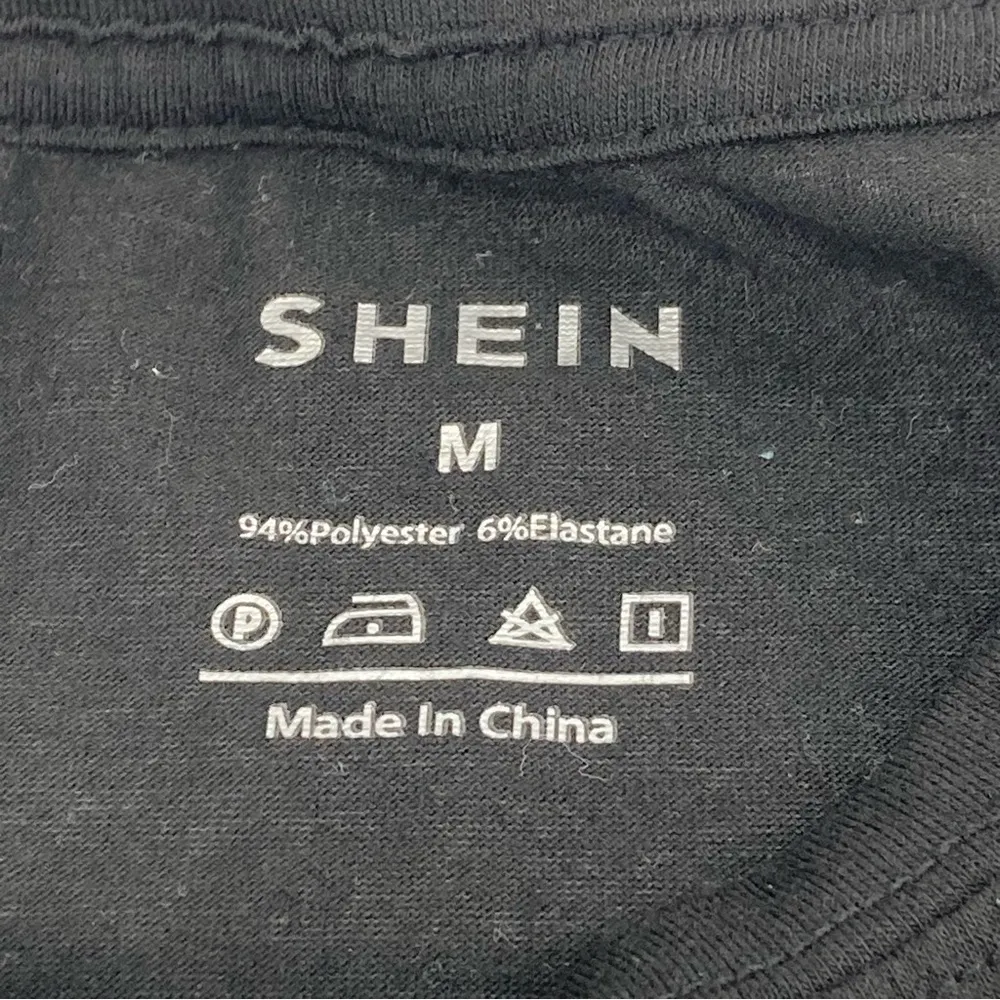 SHEIN
M
94%Polyester 6%Elastane
P
Made In China